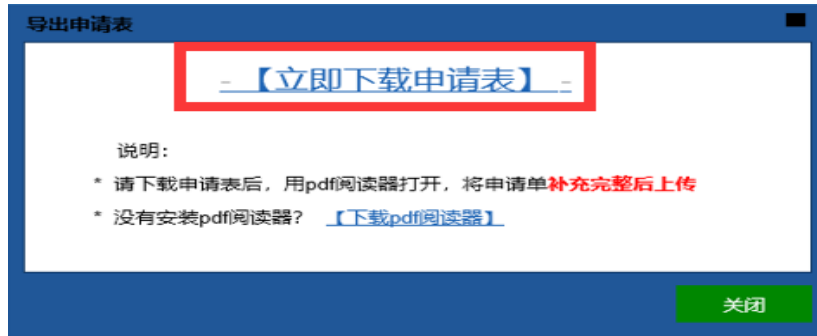 导出申请表
- 【立即下载申请表】 -
说明：
* 请下载申请表后，用pdf阅读器打开，将申请单补充完整后上传
* 没有安装pdf阅读器？ 【下载pdf阅读器】
关闭